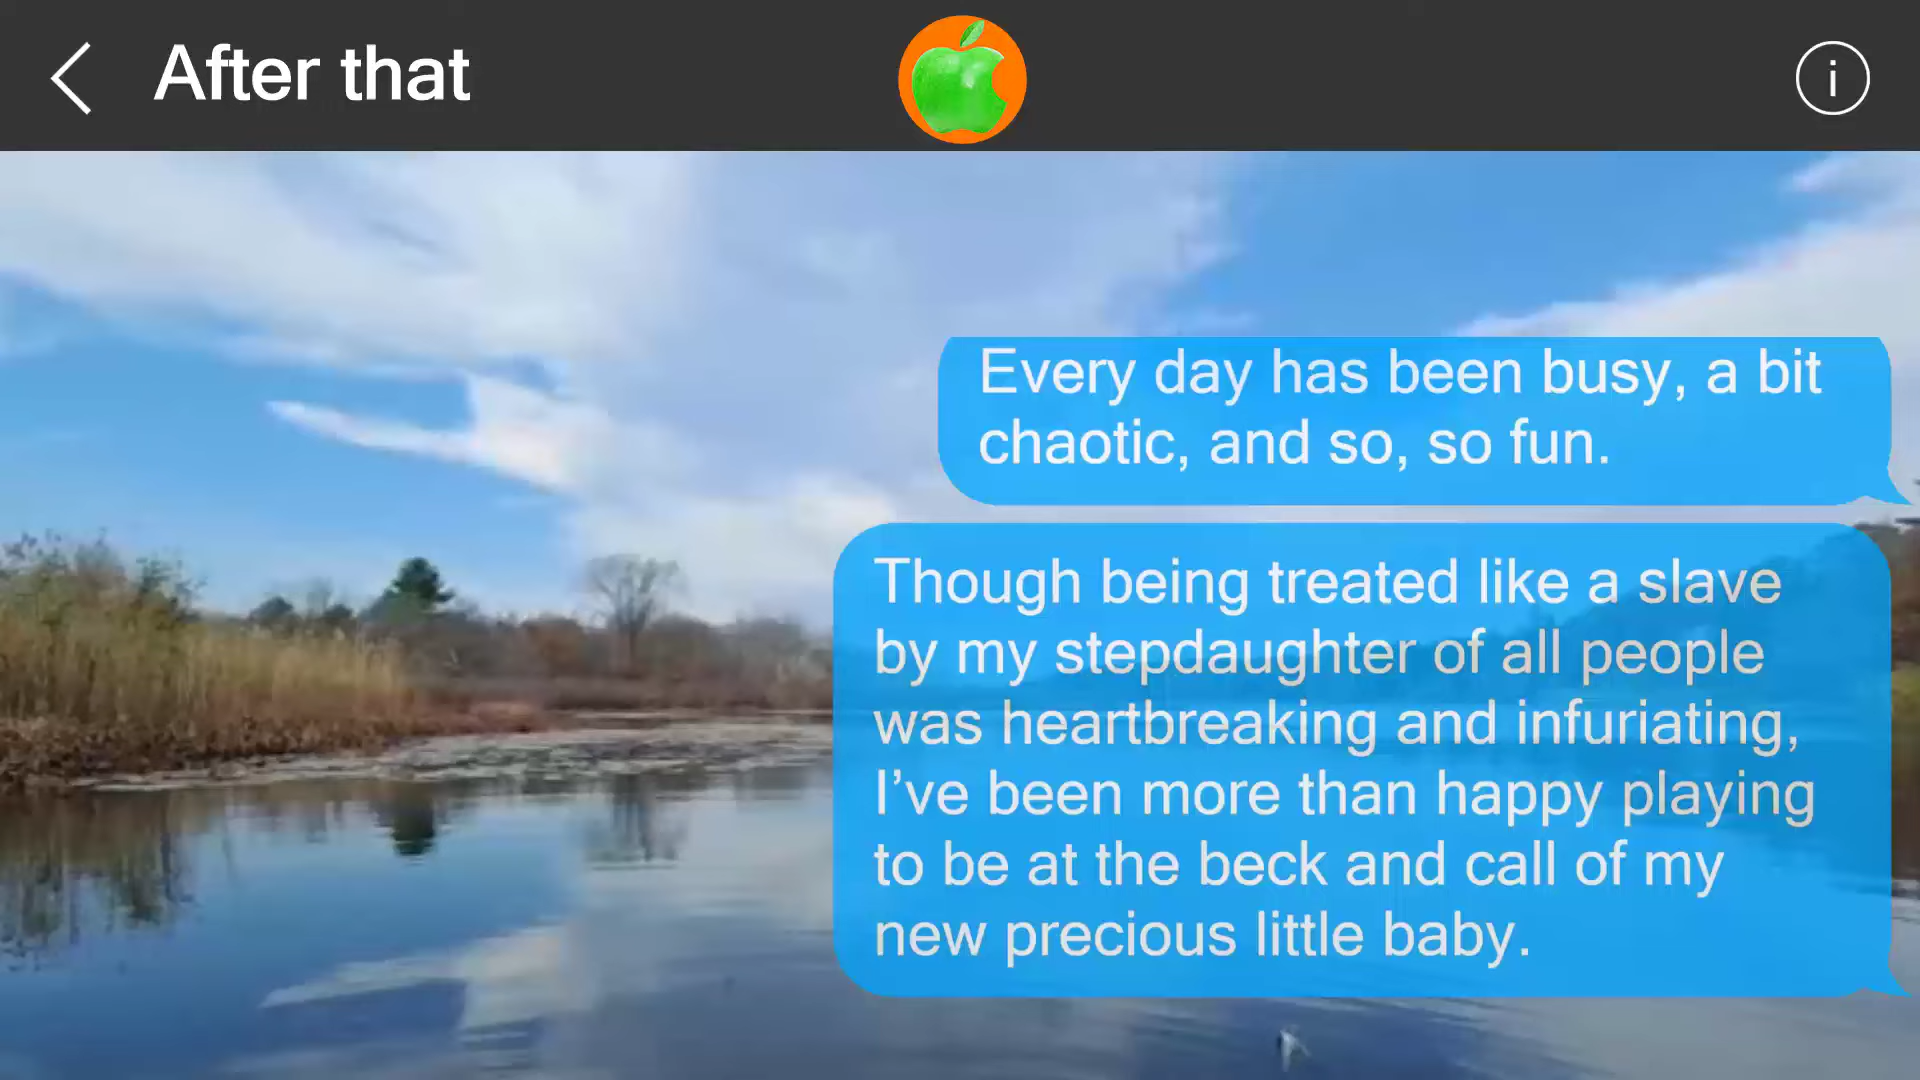 After that
i
Every day has been busy, a bit
chaotic, and so, so fun.
Though being treated like a slave
by my stepdaughter of all people
was heartbreaking and infuriating,
I’ve been more than happy playing
to be at the beck and call of my
new precious little baby.